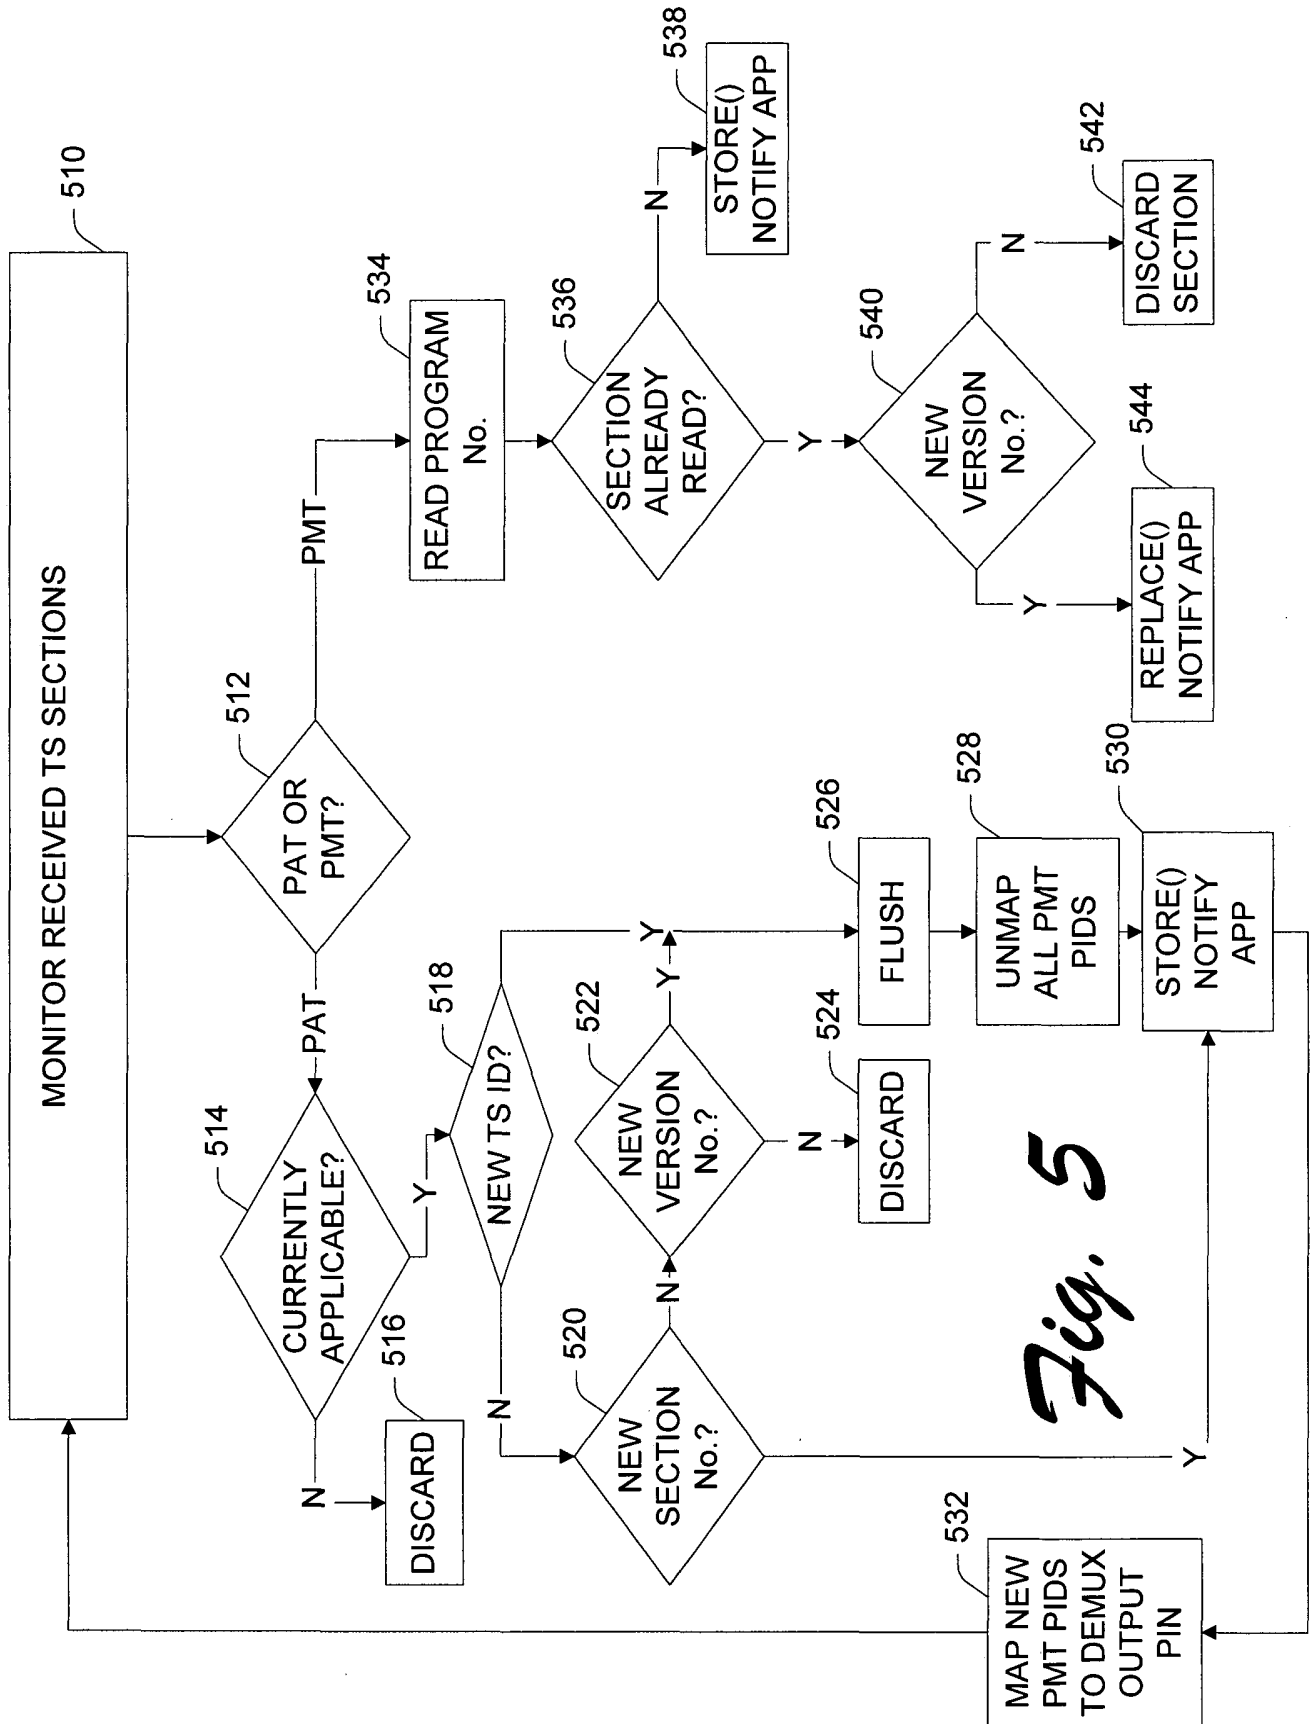 MONITOR RECEIVED TS SECTIONS
510
PAT OR
PMT?
512
PAT
PMT
CURRENTLY
APPLICABLE?
514
N
Y
DISCARD
516
NEW TS ID?
518
N
Y
NEW
SECTION
No.?
520
N
Y
NEW
VERSION
No.?
522
Y
N
DISCARD
524
FLUSH
526
UNMAP
ALL PMT
PIDS
528
STORE()
NOTIFY
APP
530
MAP NEW
PMT PIDS
TO DEMUX
OUTPUT
PIN
532
READ PROGRAM
No.
534
SECTION
ALREADY
READ?
536
N
Y
STORE()
NOTIFY APP
538
NEW
VERSION
No.?
540
N
Y
DISCARD
SECTION
542
REPLACE()
NOTIFY APP
544
Fig. 5